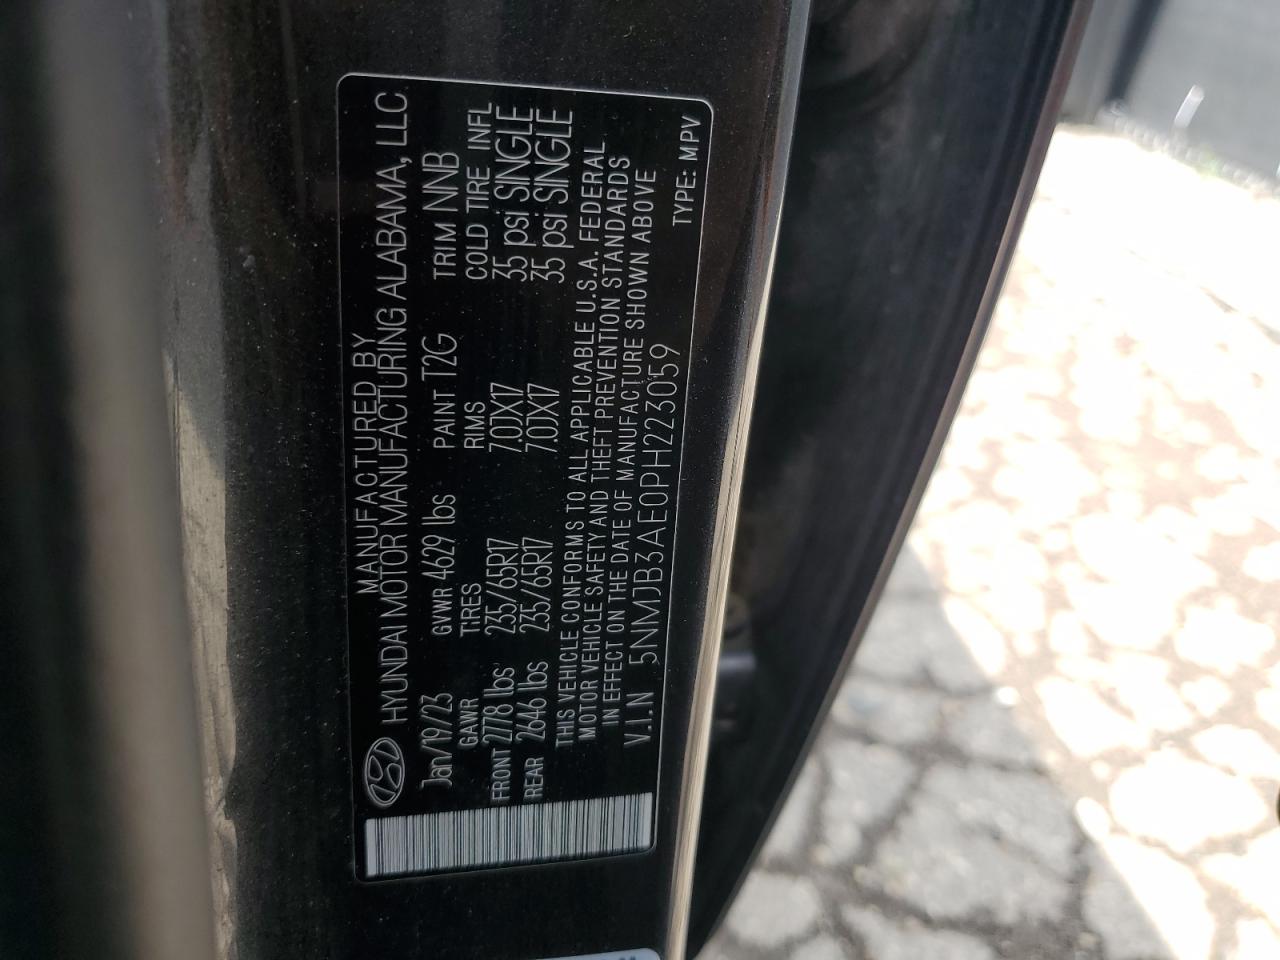 MANUFACTURED BY
HYUNDAI MOTOR MANUFACTURING ALABAMA, LLC
Jan/19/23 GVWR 4629 lbs PAINT T2G TRIM NNB
GAWR TIRES RIMS COLD TIRE INFL
FRONT 2778 lbs 235/65R17 7.0JX17 35 psi SINGLE
REAR 2646 lbs 235/65R17 7.0JX17 35 psi SINGLE
THIS VEHICLE CONFORMS TO ALL APPLICABLE U.S.A. FEDERAL
MOTOR VEHICLE SAFETY AND THEFT PREVENTION STANDARDS
IN EFFECT ON THE DATE OF MANUFACTURE SHOWN ABOVE
V.I.N 5NMJB3AE0PH223059 TYPE: MPV